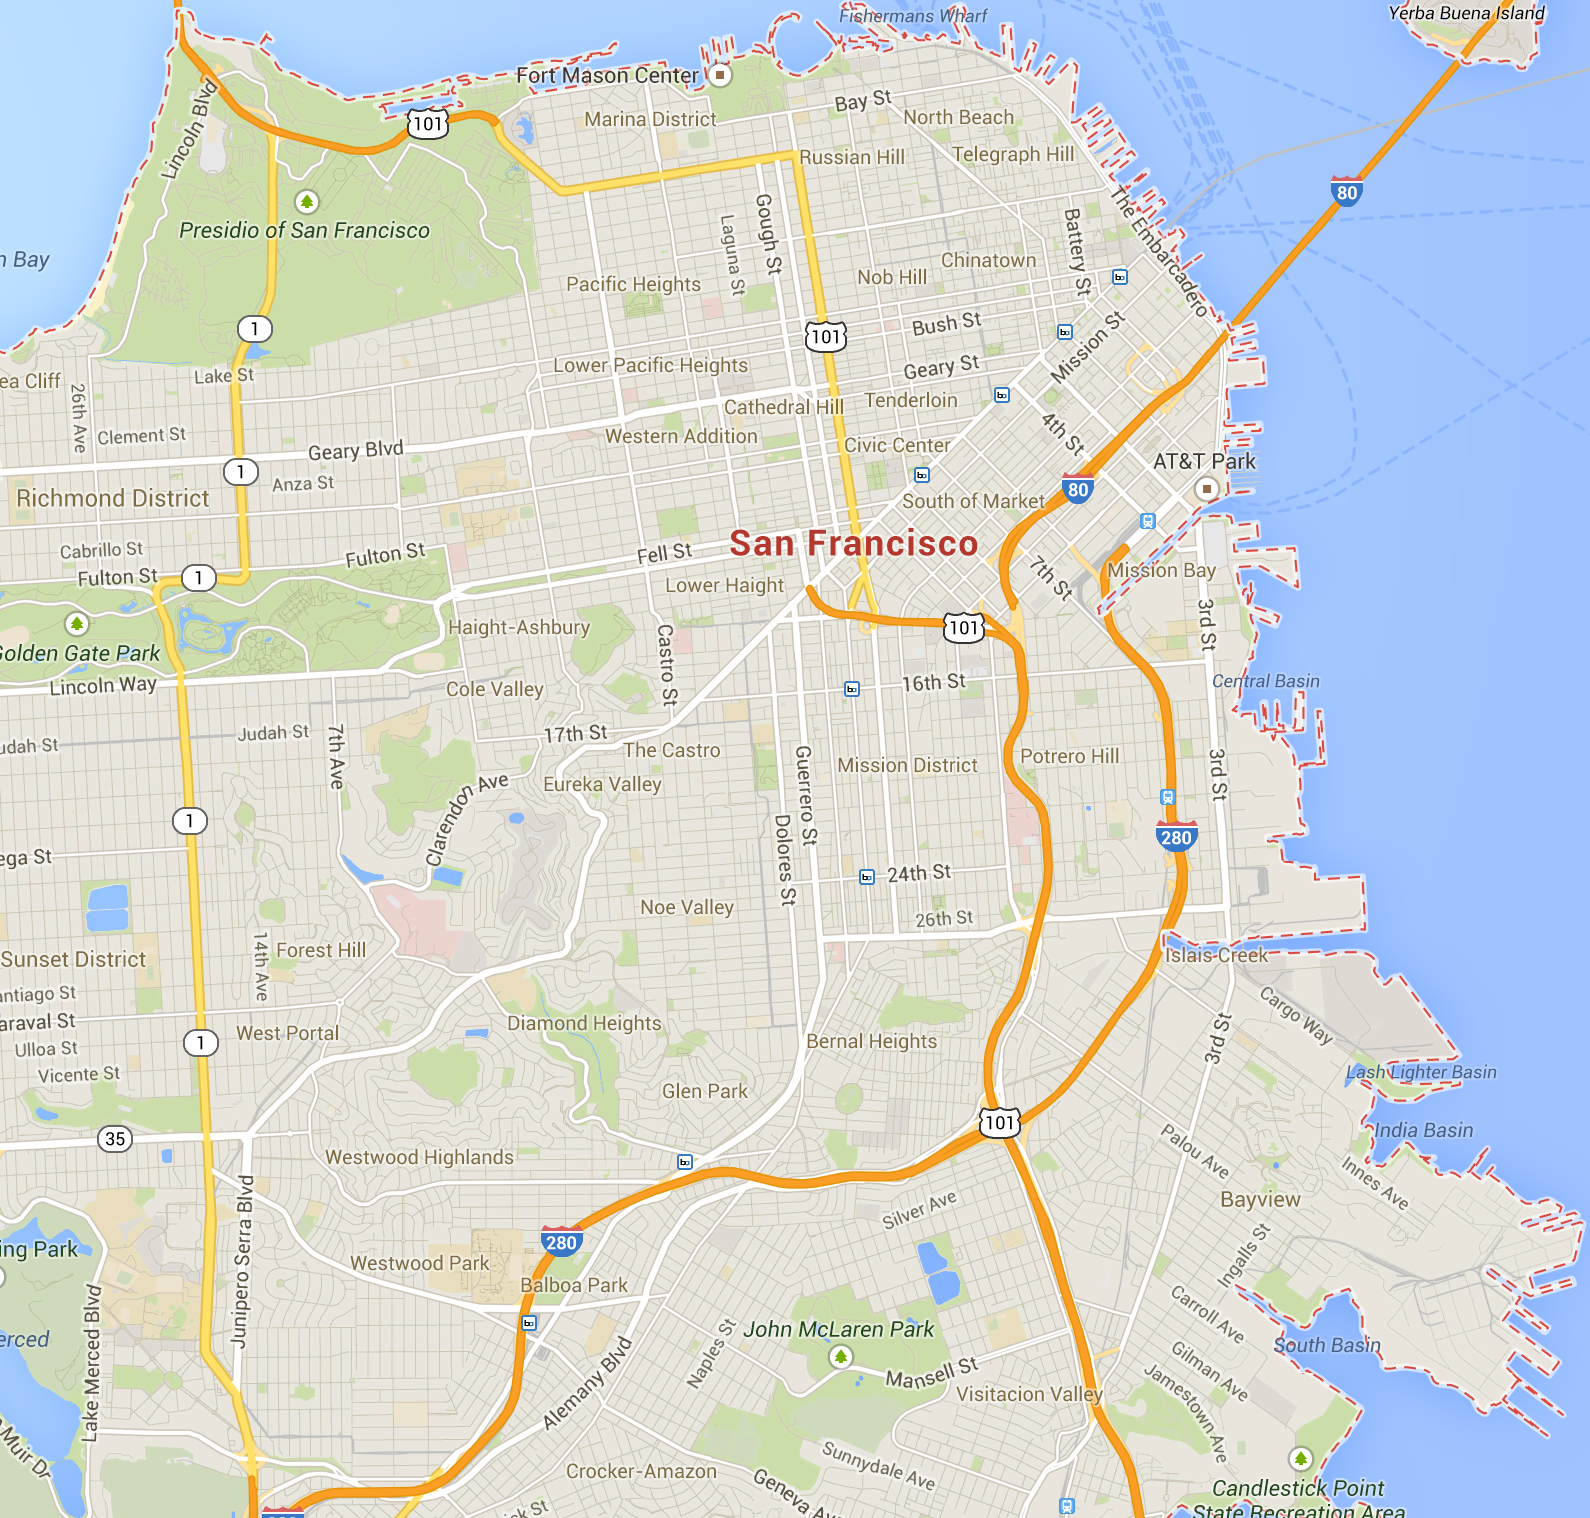 Fishermans Wharf
Yerba Buena Island
Fort Mason Center
Bay St
Marina District
North Beach
101
Lincoln Blvd
Russian Hill
Telegraph Hill
80
Presidio of San Francisco
Gough St
Laguna St
Battery St
The Embarcadero
n Bay
Chinatown
Nob Hill
Pacific Heights
1
Bush St
101
Mission St
Lower Pacific Heights
Geary St
Lake St
ea Cliff
26th Ave
Cathedral Hill
Tenderloin
Clement St
Western Addition
Civic Center
4th St
Geary Blvd
AT&T Park
1
Anza St
80
Richmond District
South of Market
San Francisco
Cabrillo St
Fulton St
Fell St
Fulton St
1
Lower Haight
7th St
Mission Bay
Haight-Ashbury
101
3rd St
Golden Gate Park
Castro St
Lincoln Way
Cole Valley
16th St
Central Basin
Judah St
udah St
7th Ave
17th St
The Castro
Guerrero St
Mission District
Potrero Hill
3rd St
Eureka Valley
Clarendon Ave
1
280
ega St
Dolores St
24th St
Noe Valley
26th St
Forest Hill
14th Ave
Sunset District
Islais Creek
antiago St
Cargo Way
araval St
West Portal
Diamond Heights
3rd St
1
Bernal Heights
Ulloa St
Vicente St
Lash Lighter Basin
Glen Park
101
India Basin
35
Westwood Highlands
Palou Ave
Innes Ave
Junipero Serra Blvd
Silver Ave
Bayview
280
ing Park
Ingalls St
Westwood Park
Balboa Park
Lake Merced Blvd
Carroll Ave
John McLaren Park
erced
Naples St
South Basin
Alemany Blvd
Mansell St
Gilman Ave
Visitacion Valley
Jamestown Ave
Muir Dr
Sunnydale Ave
Crocker-Amazon
Geneva Av
Candlestick Point
State Recreation Area
ck St